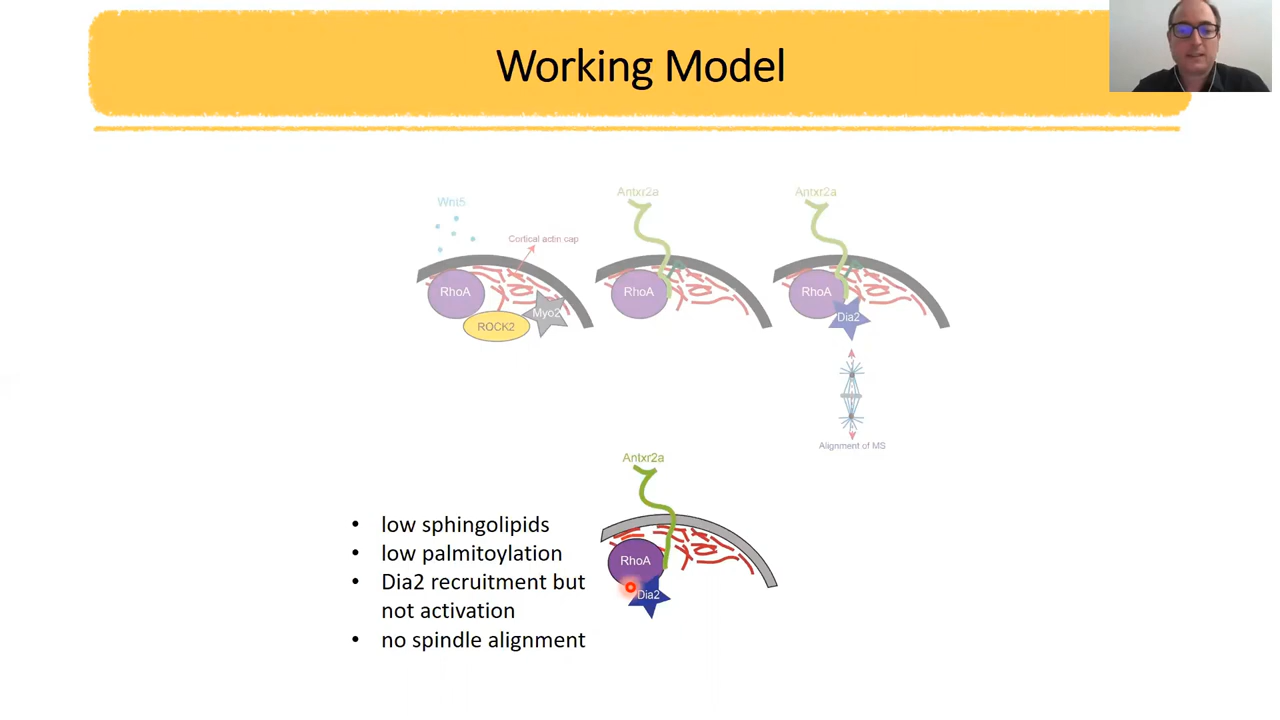 Working Model
Wnt5
Cortical actin cap
RhoA
ROCK2
Myo2
Antxr2a
RhoA
Antxr2a
RhoA
Dia2
Alignment of MS
• low sphingolipids
• low palmitoylation
• Dia2 recruitment but
not activation
• no spindle alignment
Antxr2a
RhoA
Dia2